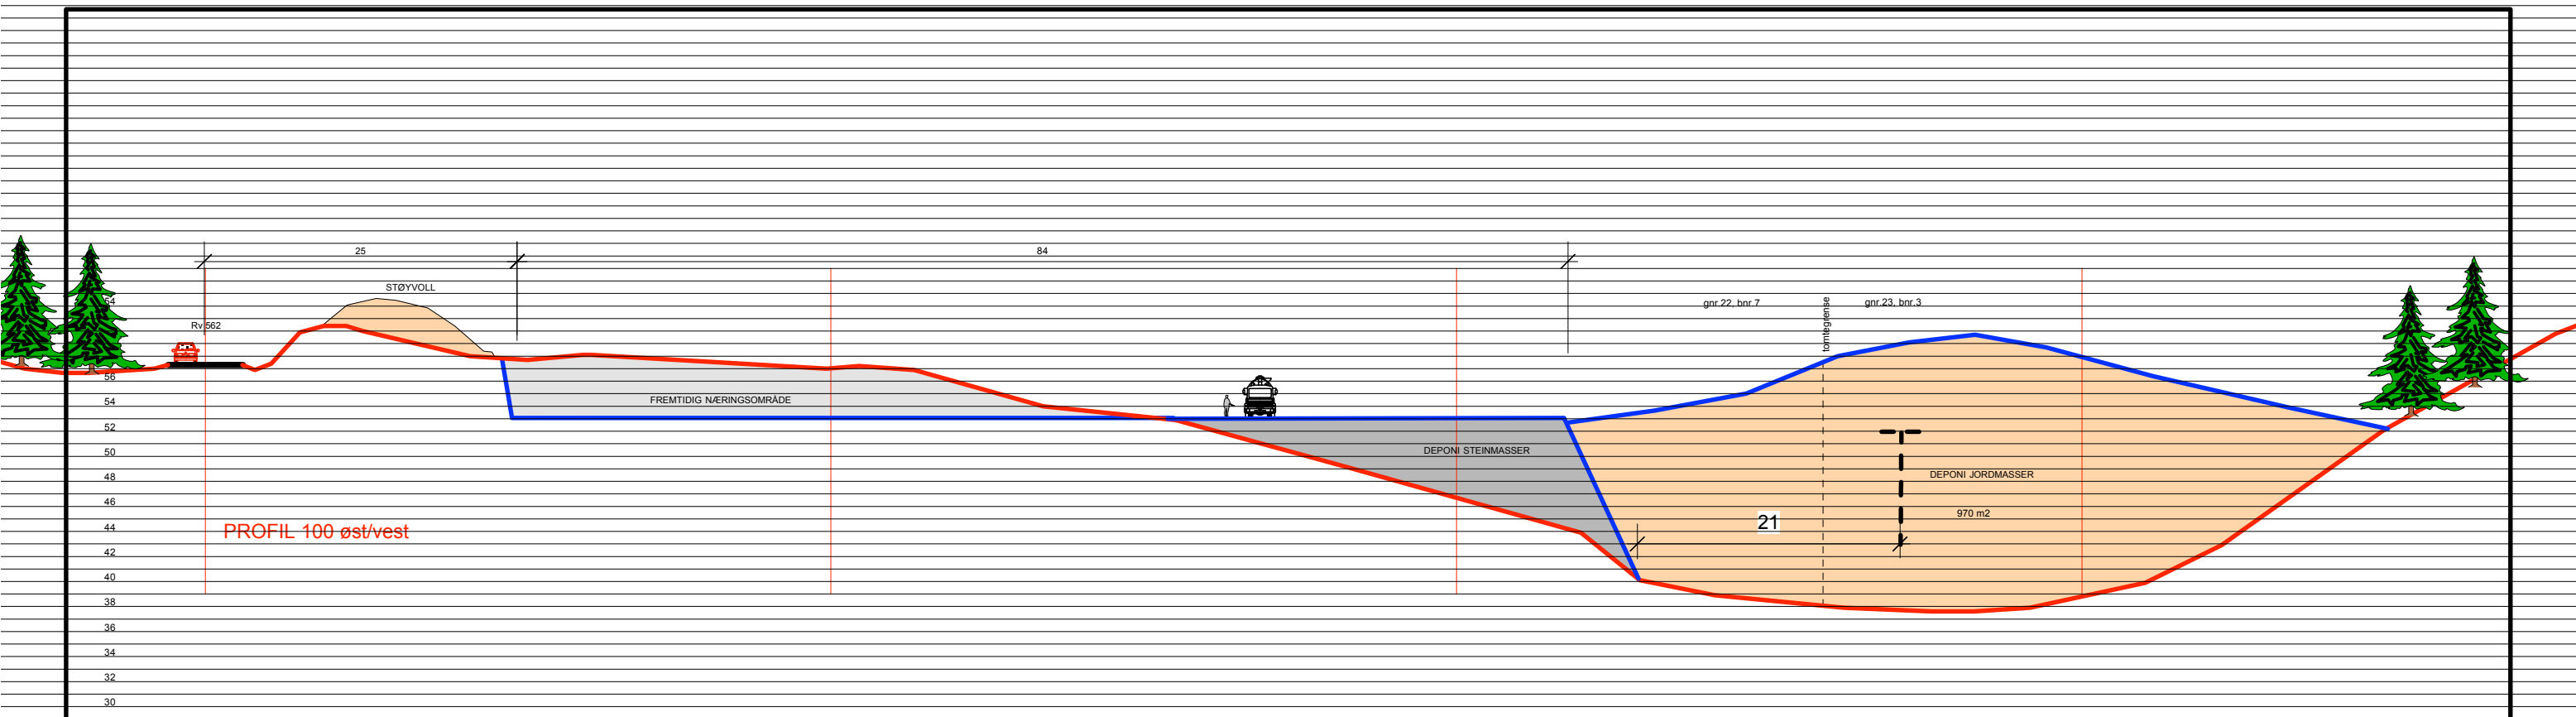 25
84
STØYVOLL
64
Rv 562
gnr 22, bnr.7
tomtegrense
gnr.23, bnr.3
56
54
FREMTIDIG NÆRINGSOMRÅDE
52
50
DEPONI STEINMASSER
48
DEPONI JORDMASSER
46
970 m2
44
PROFIL 100 øst/vest
21
42
40
38
36
34
32
30